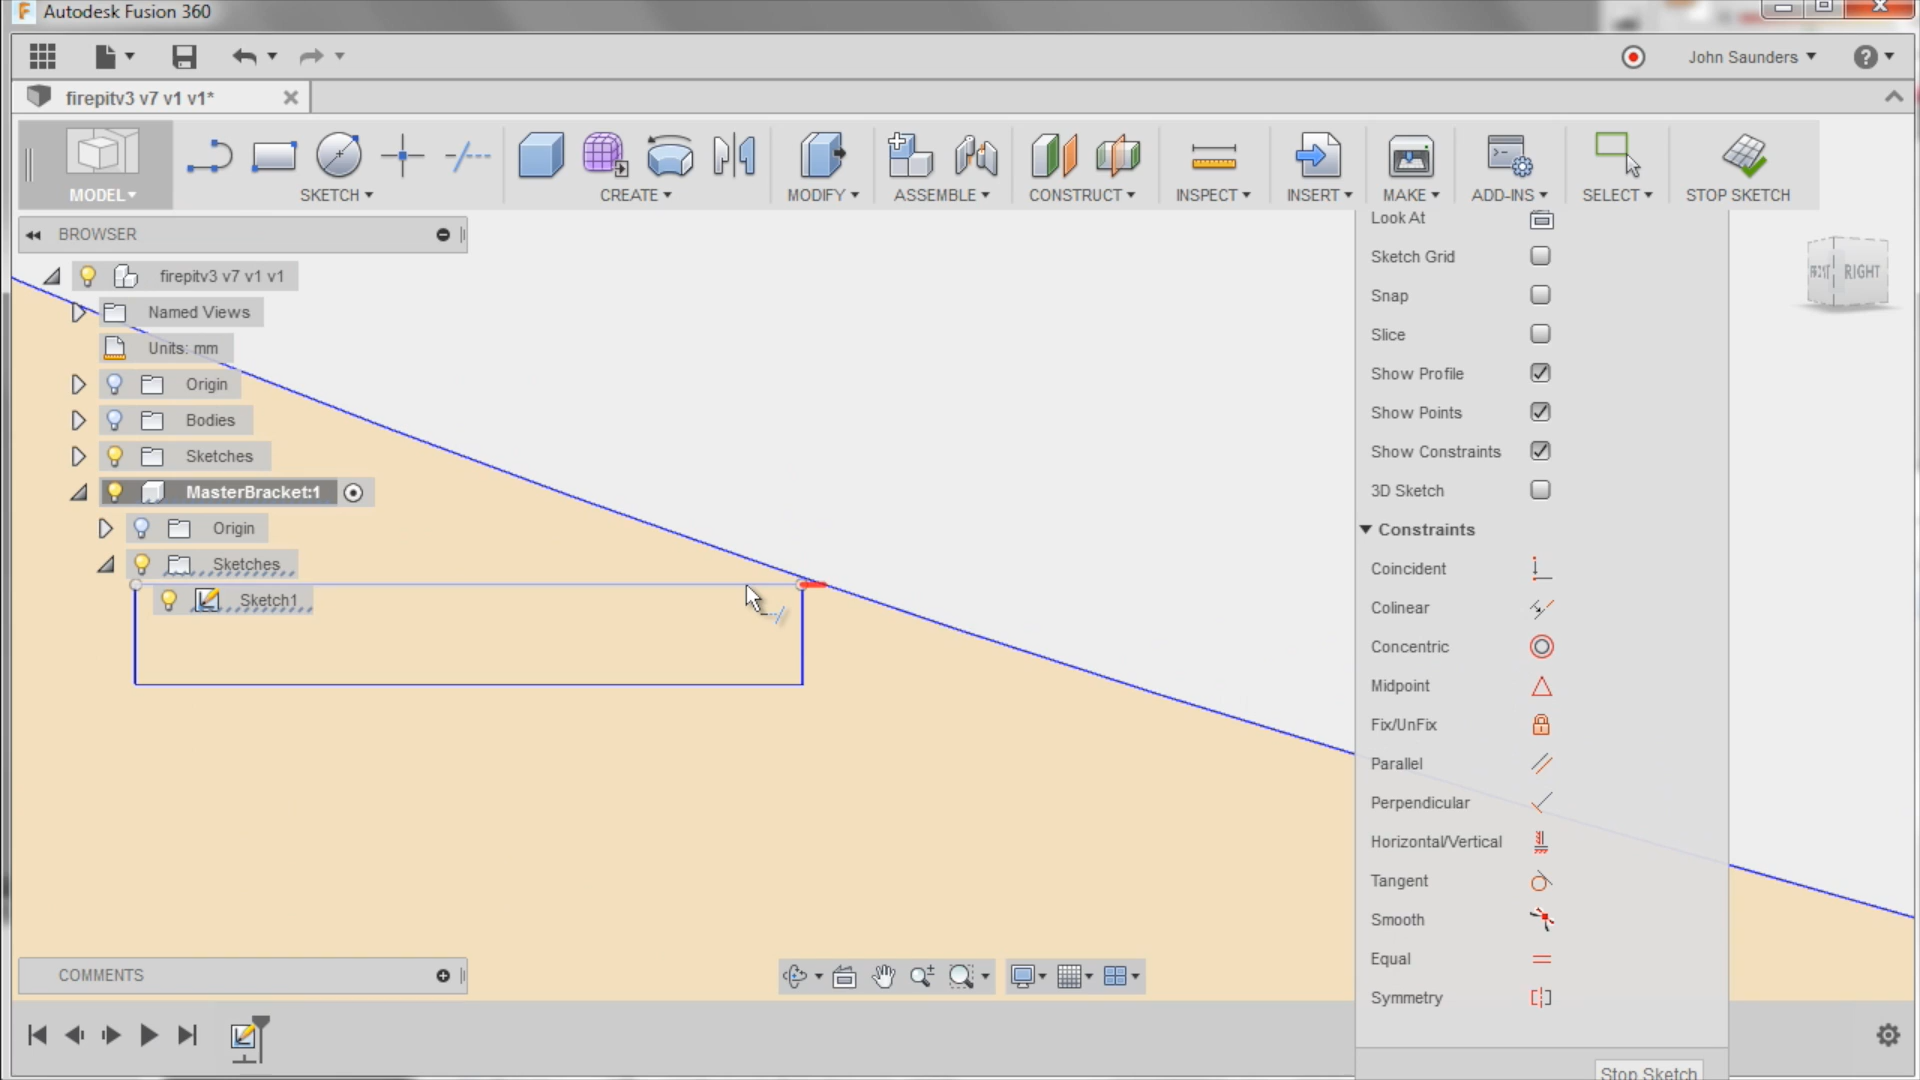 Autodesk Fusion 360
John Saunders
firepitv3 v7 v1 v1*
MODEL
SKETCH
CREATE
MODIFY
ASSEMBLE
CONSTRUCT
INSPECT
INSERT
MAKE
ADD-INS
SELECT
STOP SKETCH
BROWSER
firepitv3 v7 v1 v1
Named Views
Units: mm
Origin
Bodies
Sketches
MasterBracket:1
Origin
Sketches
Sketch1
Look At
Sketch Grid
Snap
Slice
Show Profile
Show Points
Show Constraints
3D Sketch
Constraints
Coincident
Colinear
Concentric
Midpoint
Fix/UnFix
Parallel
Perpendicular
Horizontal/Vertical
Tangent
Smooth
Equal
Symmetry
Stop Sketch
RIGHT
COMMENTS